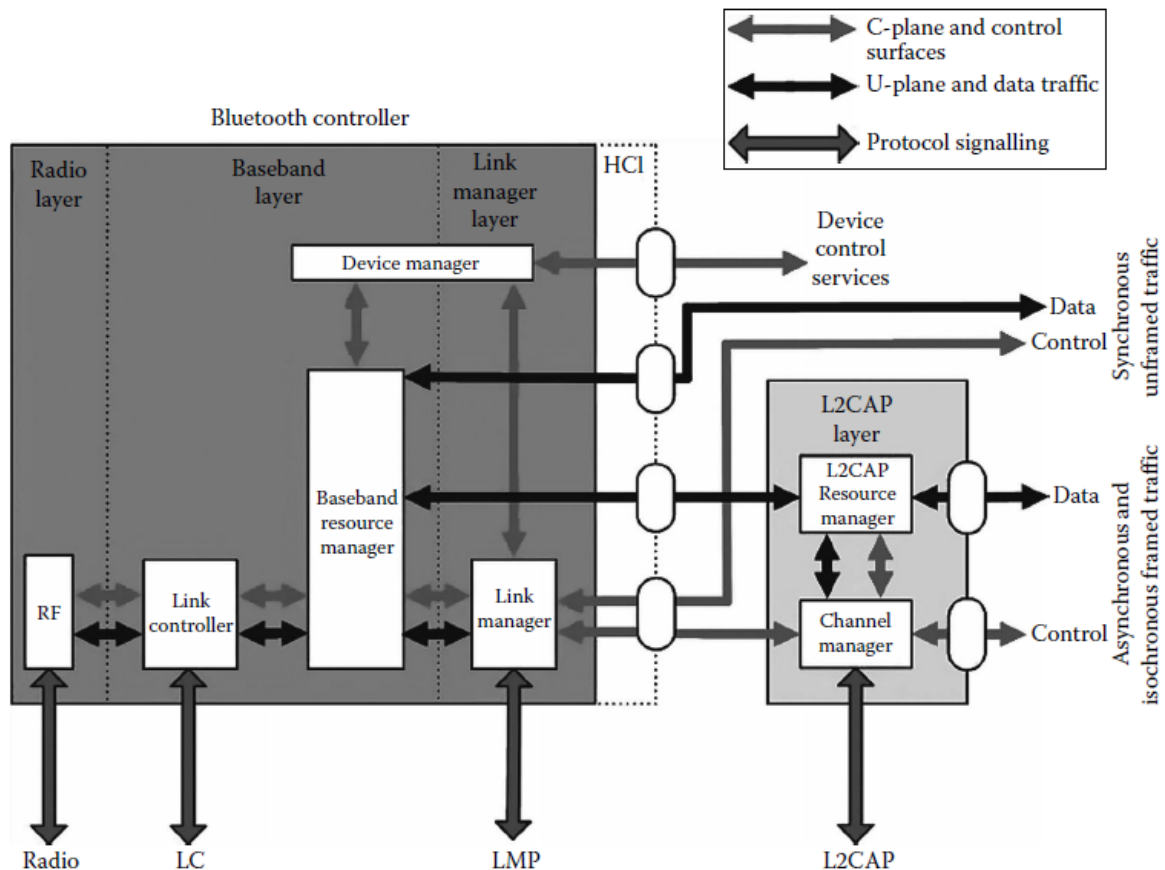 C-plane and control
surfaces
U-plane and data traffic
Protocol signalling
Bluetooth controller
Radio
layer
Baseband
layer
Link
manager
layer
HCl
Device manager
Device
control
services
Data
Control
Synchronous
unframed traffic
L2CAP
layer
L2CAP
Resource
manager
Data
Baseband
resource
manager
RF
Link
controller
Link
manager
Channel
manager
Control
Asynchronous and
isochronous framed traffic
Radio
LC
LMP
L2CAP